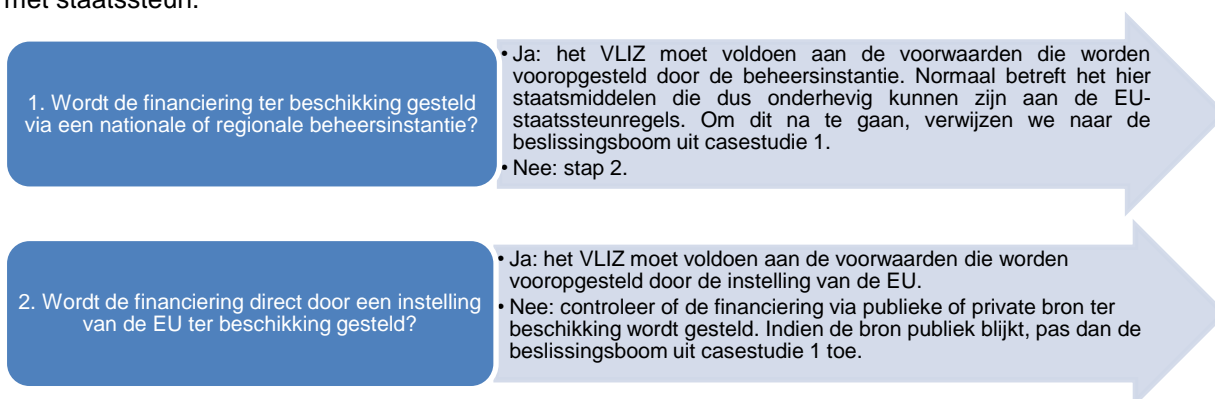 met staatssteun.
1. Wordt de financiering ter beschikking gesteld
via een nationale of regionale beheersinstantie?
• Ja: het VLIZ moet voldoen aan de voorwaarden die worden
vooropgesteld door de beheersinstantie. Normaal betreft het hier
staatsmiddelen die dus onderhevig kunnen zijn aan de EU-
staatssteunregels. Om dit na te gaan, verwijzen we naar de
beslissingsboom uit casestudie 1.
• Nee: stap 2.
2. Wordt de financiering direct door een instelling
van de EU ter beschikking gesteld?
• Ja: het VLIZ moet voldoen aan de voorwaarden die worden
vooropgesteld door de instelling van de EU.
• Nee: controleer of de financiering via publieke of private bron ter
beschikking wordt gesteld. Indien de bron publiek blijkt, pas dan de
beslissingsboom uit casestudie 1 toe.